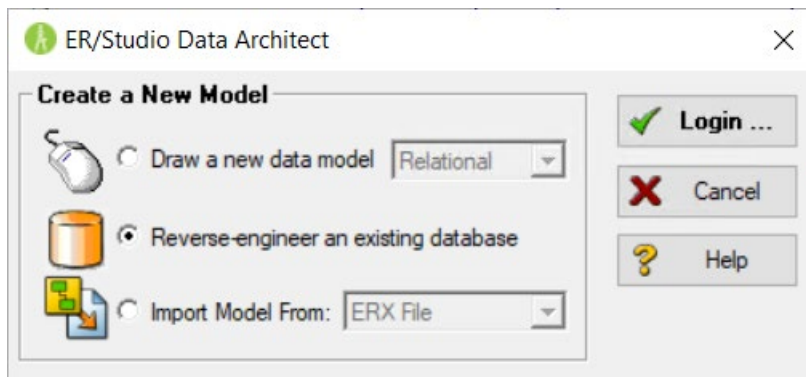 ER/Studio Data Architect
Create a New Model
Draw a new data model Relational
Reverse-engineer an existing database
Import Model From: ERX File
Login ...
Cancel
Help